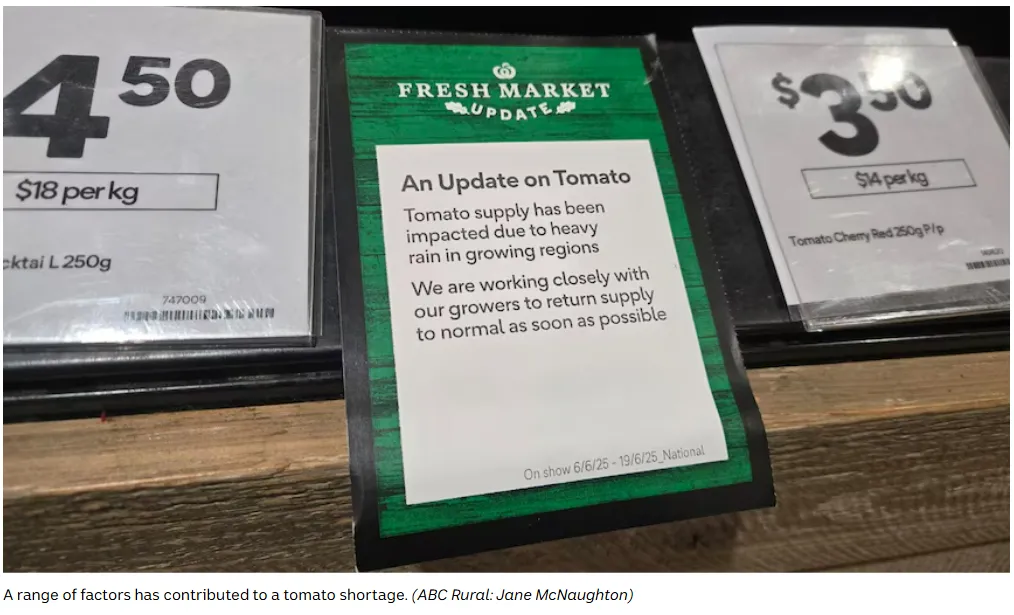 4 50
$18 per kg
cktail L 250g
747009
FRESH MARKET
UPDATE
An Update on Tomato
Tomato supply has been
impacted due to heavy
rain in growing regions
We are working closely with
our growers to return supply
to normal as soon as possible
On show 6/6/25 - 19/6/25_National
$3 50
$14 per kg
Tomato Cherry Red 250g P/p
A range of factors has contributed to a tomato shortage. (ABC Rural: Jane McNaughton)